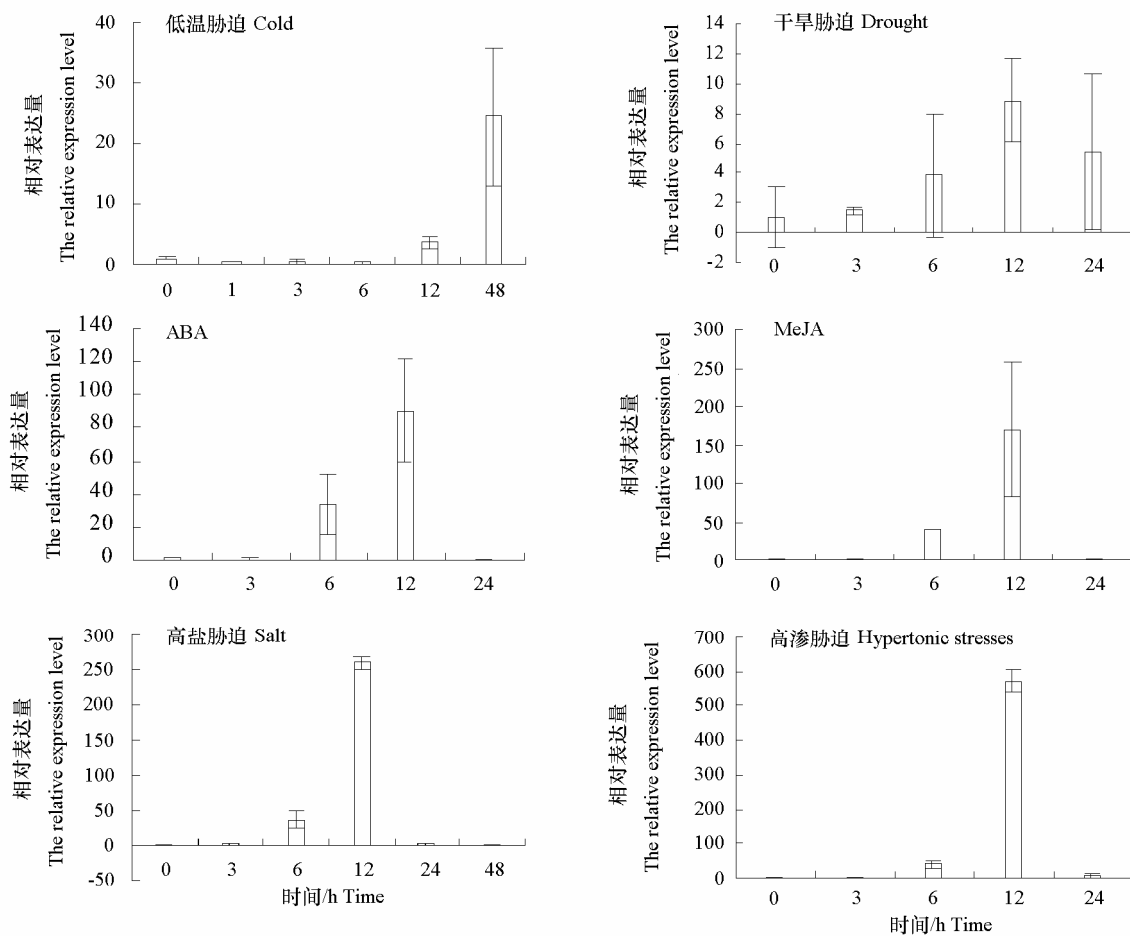 低温胁迫 Cold
相对表达量
The relative expression level
40
30
20
10
0
0 1 3 6 12 48
干旱胁迫 Drought
相对表达量
The relative expression level
14
12
10
8
6
4
2
0
-2
0 3 6 12 24
ABA
相对表达量
The relative expression level
140
120
100
80
60
40
20
0
0 3 6 12 24
MeJA
相对表达量
The relative expression level
300
250
200
150
100
50
0
0 3 6 12 24
高盐胁迫 Salt
相对表达量
The relative expression level
300
250
200
150
100
50
0
-50
0 3 6 12 24 48
时间/h Time
高渗胁迫 Hypertonic stresses
相对表达量
The relative expression level
700
600
500
400
300
200
100
0
0 3 6 12 24
时间/h Time